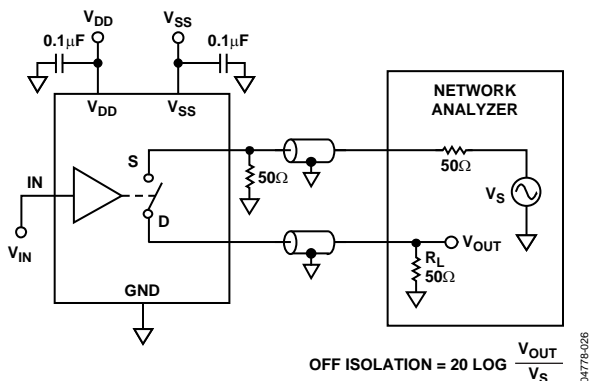 VDD
VSS
0.1μF
0.1μF
VDD
VSS
NETWORK
ANALYZER
S
IN
50Ω
50Ω
VS
D
VIN
VOUT
RL
50Ω
GND
OFF ISOLATION = 20 LOG VOUT
VS
04778-026